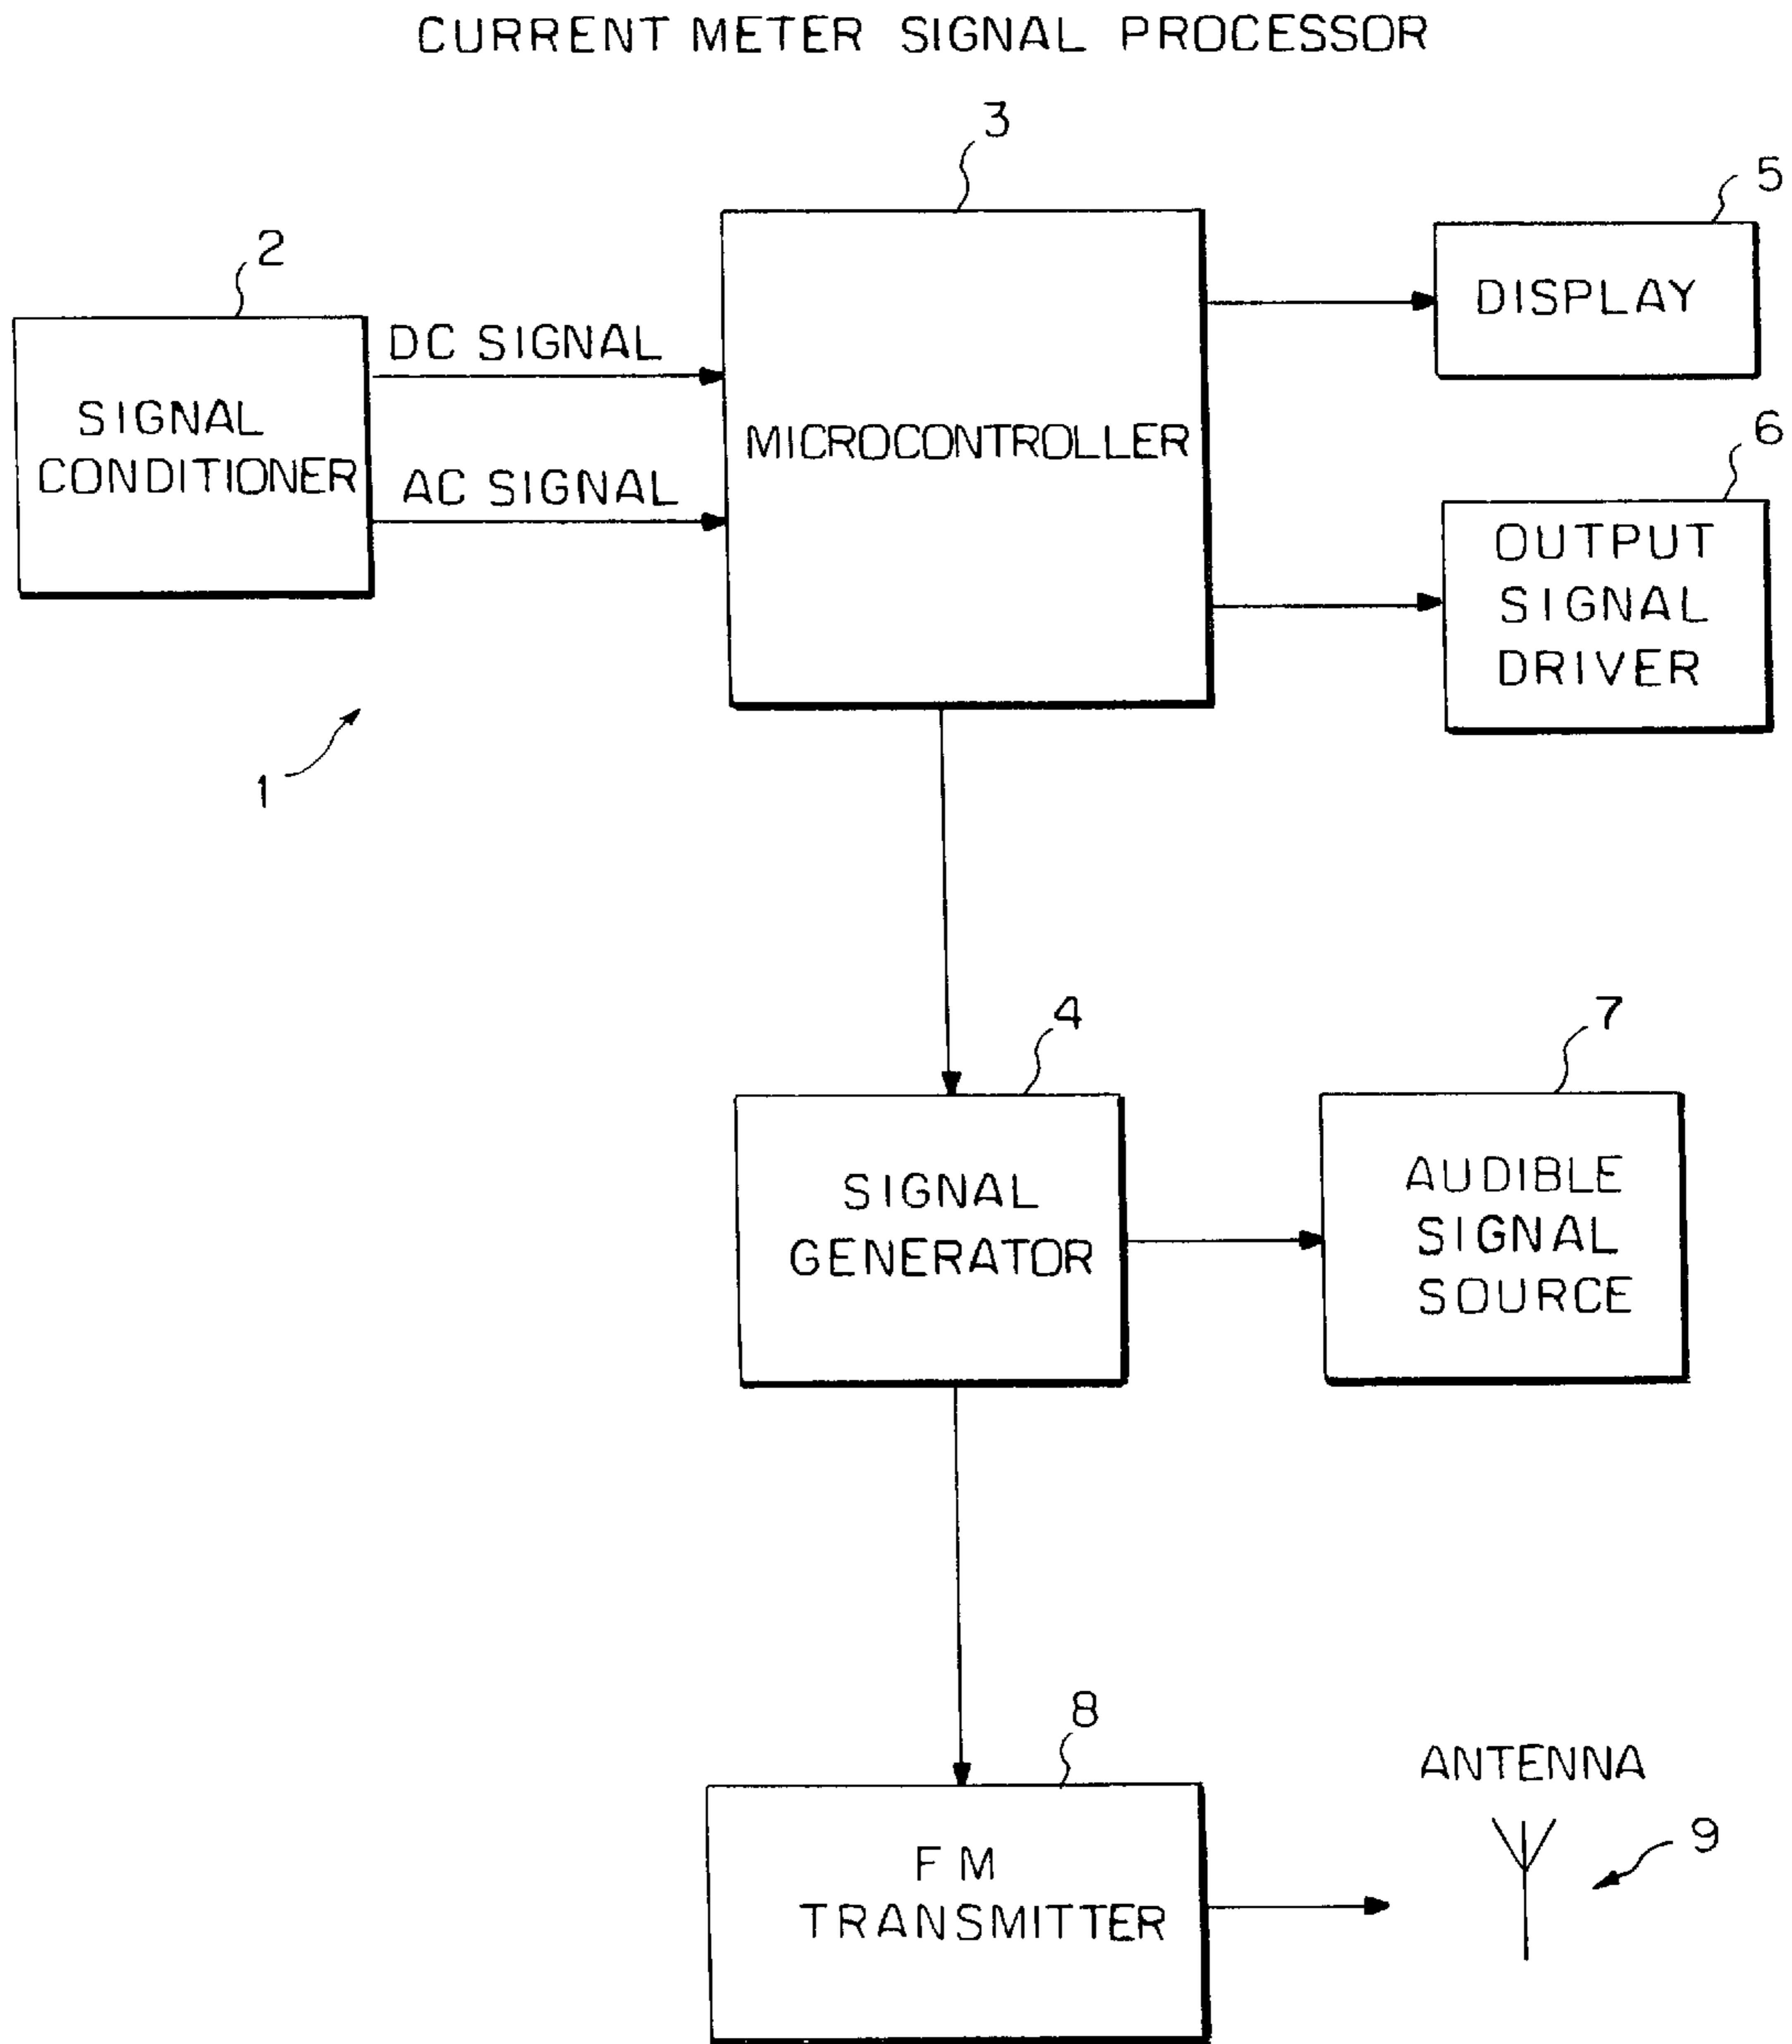 CURRENT METER SIGNAL PROCESSOR
3
5
2
DISPLAY
DC SIGNAL
SIGNAL
CONDITIONER
MICROCONTROLLER
AC SIGNAL
6
OUTPUT
SIGNAL
DRIVER
1
4
7
SIGNAL
GENERATOR
AUDIBLE
SIGNAL
SOURCE
8
ANTENNA
9
FM
TRANSMITTER